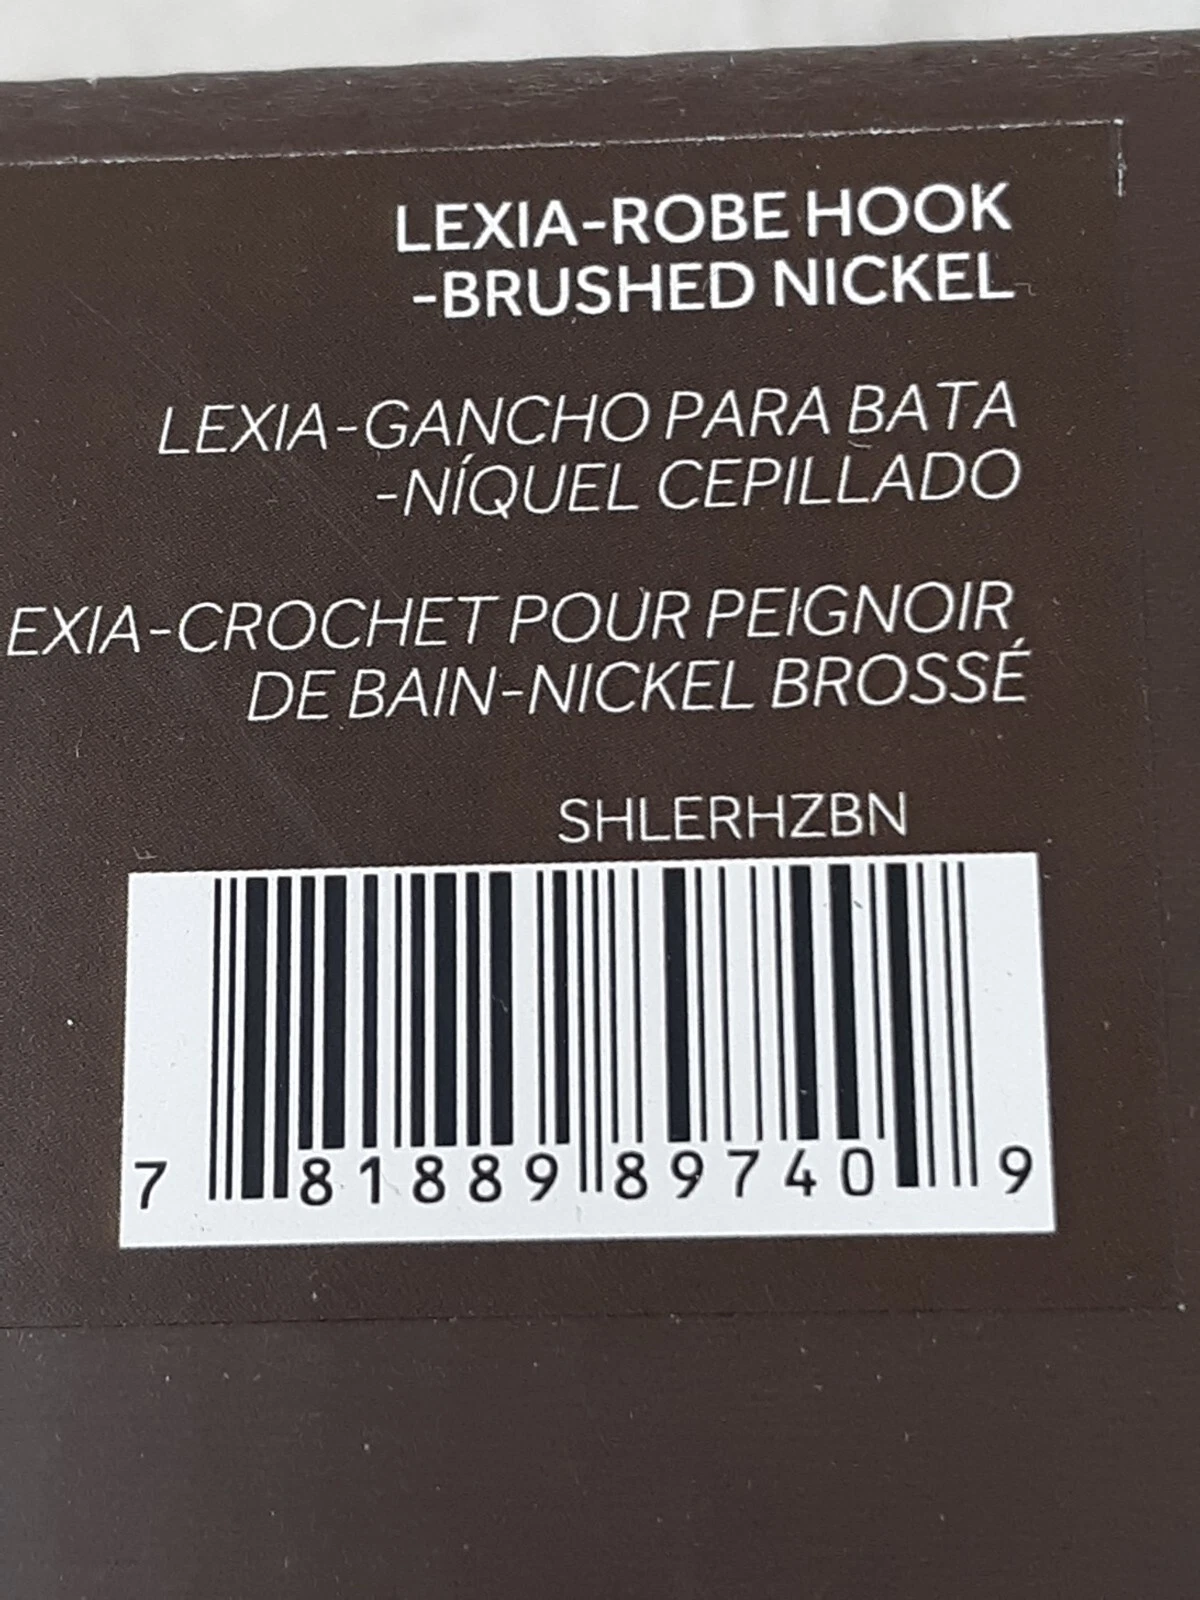 LEXIA-ROBE HOOK
-BRUSHED NICKEL
LEXIA-GANCHO PARA BATA
-NÍQUEL CEPILLADO
EXIA-CROCHET POUR PEIGNOIR
DE BAIN-NICKEL BROSSÉ
SHLERHZBN
7 81889 89740 9